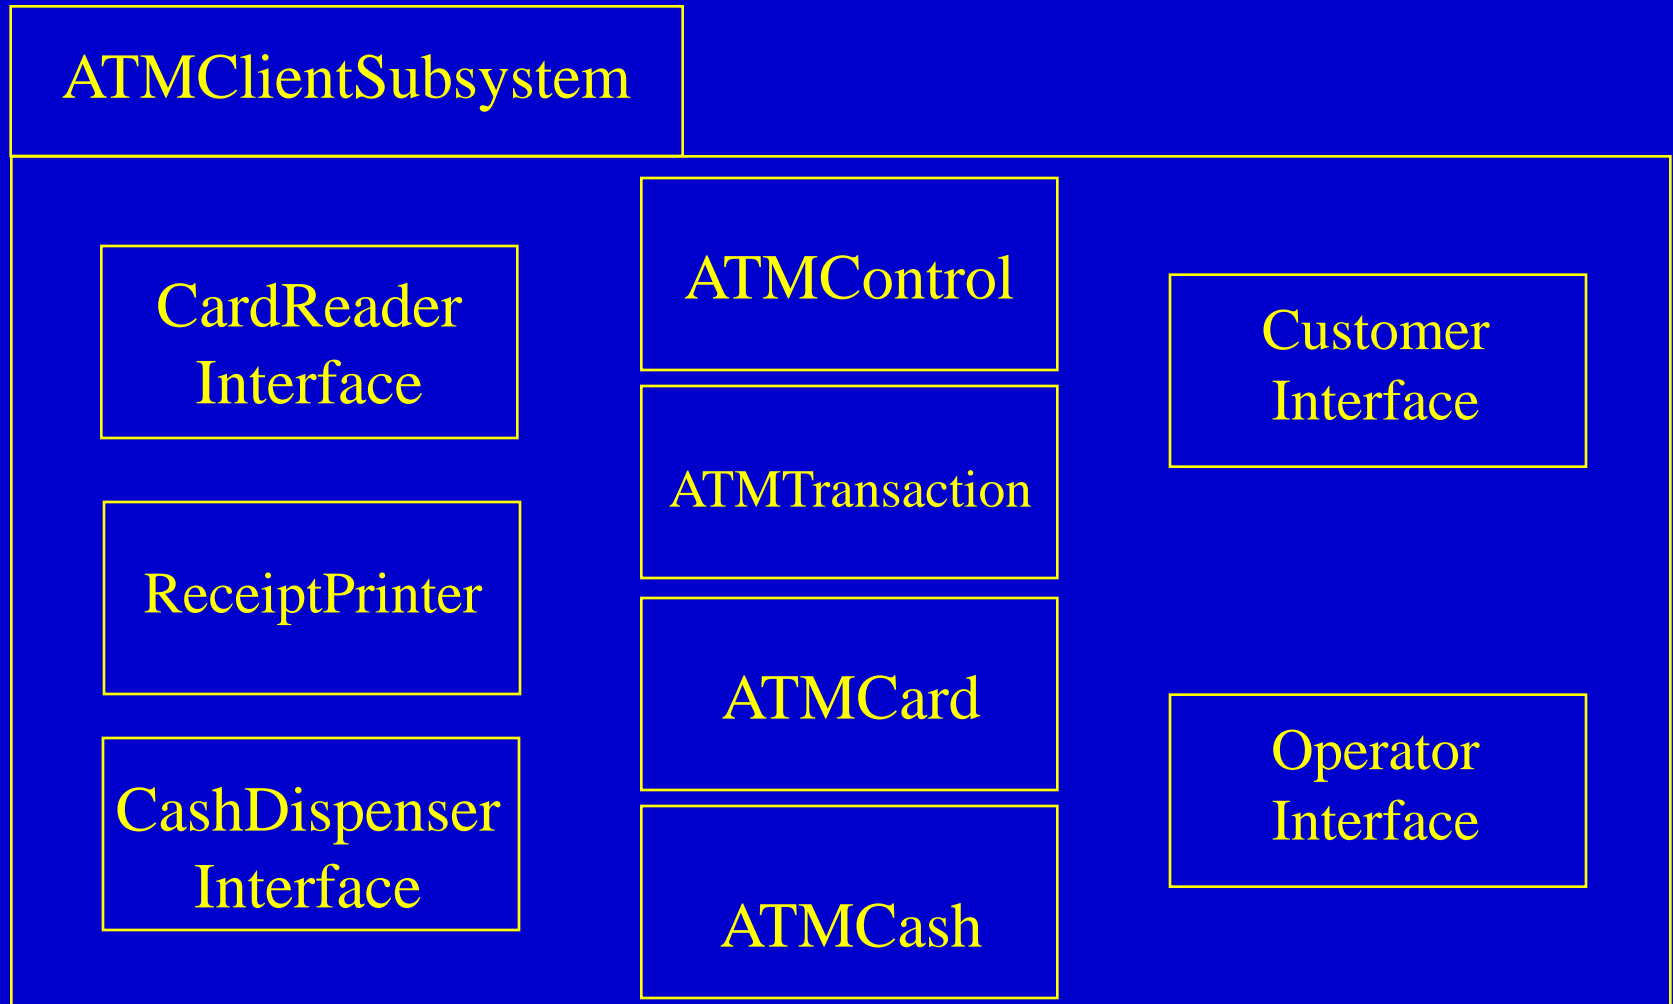 ATMClientSubsystem
CardReader
Interface
ReceiptPrinter
CashDispenser
Interface
ATMControl
ATMTransaction
ATMCard
ATMCash
Customer
Interface
Operator
Interface